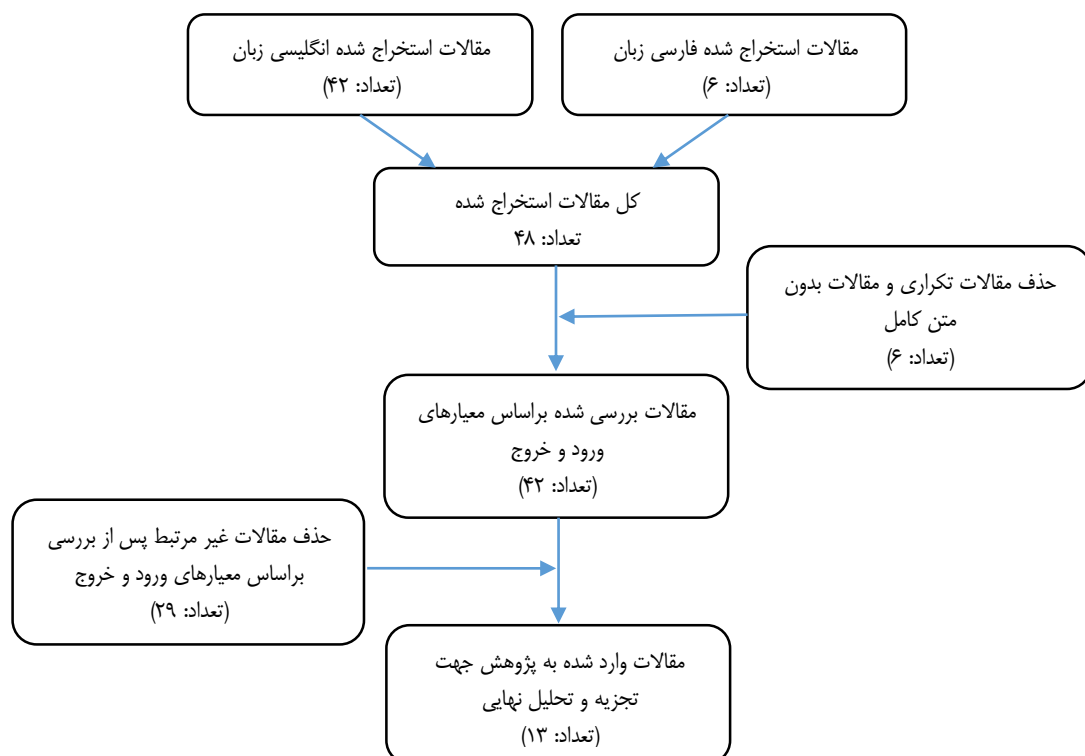 مقالات استخراج شده فارسی زبان
(تعداد: ۶)
مقالات استخراج شده انگلیسی زبان
(تعداد: ۴۲)
کل مقالات استخراج شده
تعداد: ۴۸
حذف مقالات تکراری و مقالات بدون
متن کامل
(تعداد: ۶)
مقالات بررسی شده براساس معیارهای
ورود و خروج
(تعداد: ۴۲)
حذف مقالات غیر مرتبط پس از بررسی
براساس معیارهای ورود و خروج
(تعداد: ۲۹)
مقالات وارد شده به پژوهش جهت
تجزیه و تحلیل نهایی
(تعداد: ۱۳)